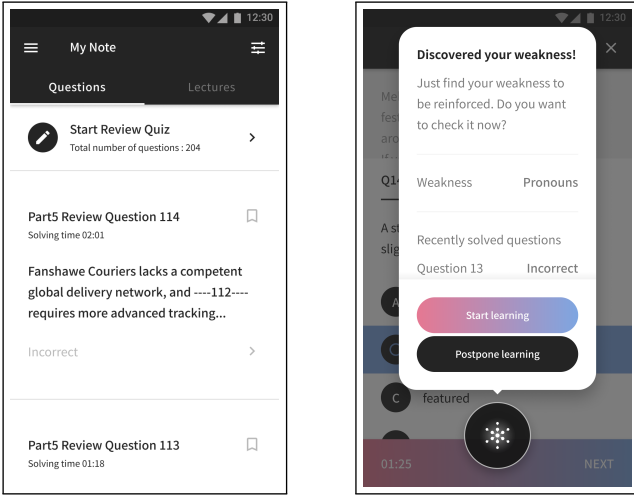 12:30
My Note
Questions
Lectures
Start Review Quiz
Total number of questions : 204
Part5 Review Question 114
Solving time 02:01
Fanshawe Couriers lacks a competent
global delivery network, and ----112----
requires more advanced tracking...
Incorrect
Part5 Review Question 113
Solving time 01:18
12:30
Discovered your weakness!
Just find your weakness to
be reinforced. Do you want
to check it now?
Weakness
Pronouns
Recently solved questions
Question 13
Incorrect
Start learning
Postpone learning
C
featured
01:25
NEXT